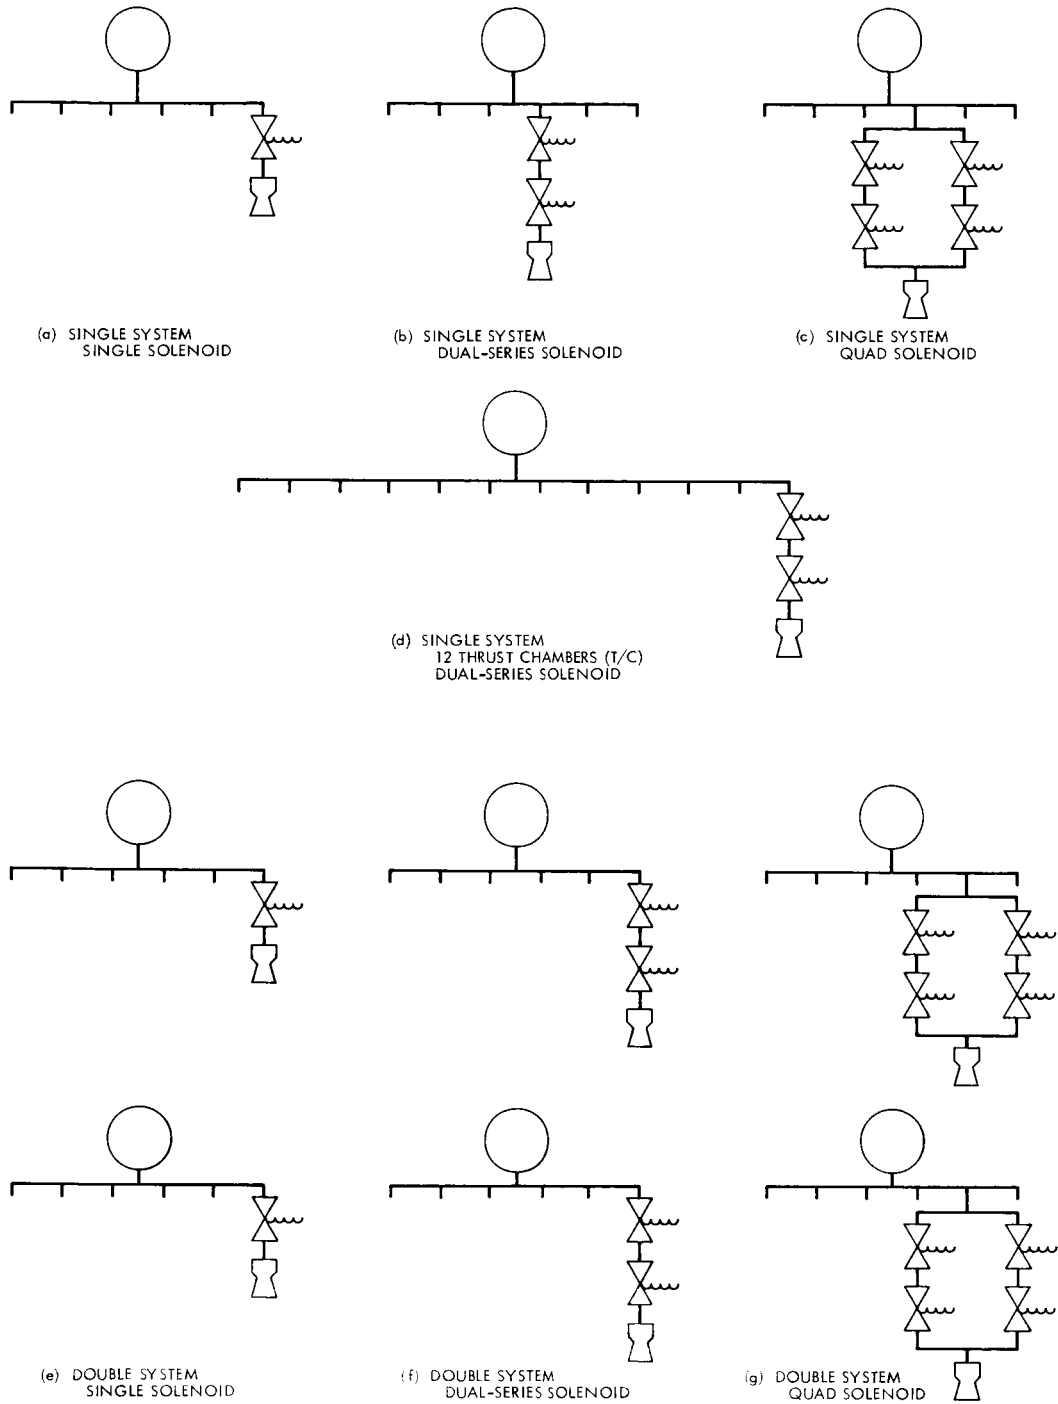 (a) SINGLE SYSTEM
SINGLE SOLENOID
(b) SINGLE SYSTEM
DUAL-SERIES SOLENOID
(c) SINGLE SYSTEM
QUAD SOLENOID
(d) SINGLE SYSTEM
12 THRUST CHAMBERS (T/C)
DUAL-SERIES SOLENOID
(e) DOUBLE SYSTEM
SINGLE SOLENOID
(f) DOUBLE SYSTEM
DUAL-SERIES SOLENOID
(g) DOUBLE SYSTEM
QUAD SOLENOID